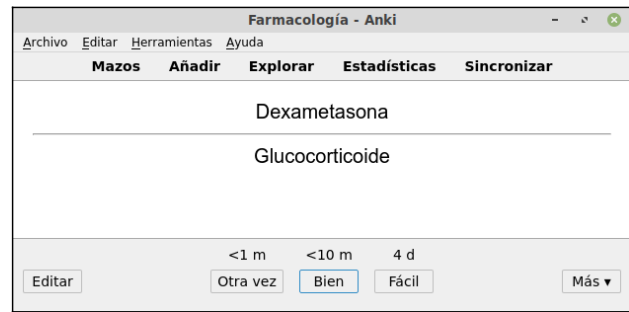 Farmacología - Anki
Archivo Editar Herramientas Ayuda
Mazos Añadir Explorar Estadísticas Sincronizar
Dexametasona
Glucocorticoide
<1 m <10 m 4 d
Editar Otra vez Bien Fácil Más ▾